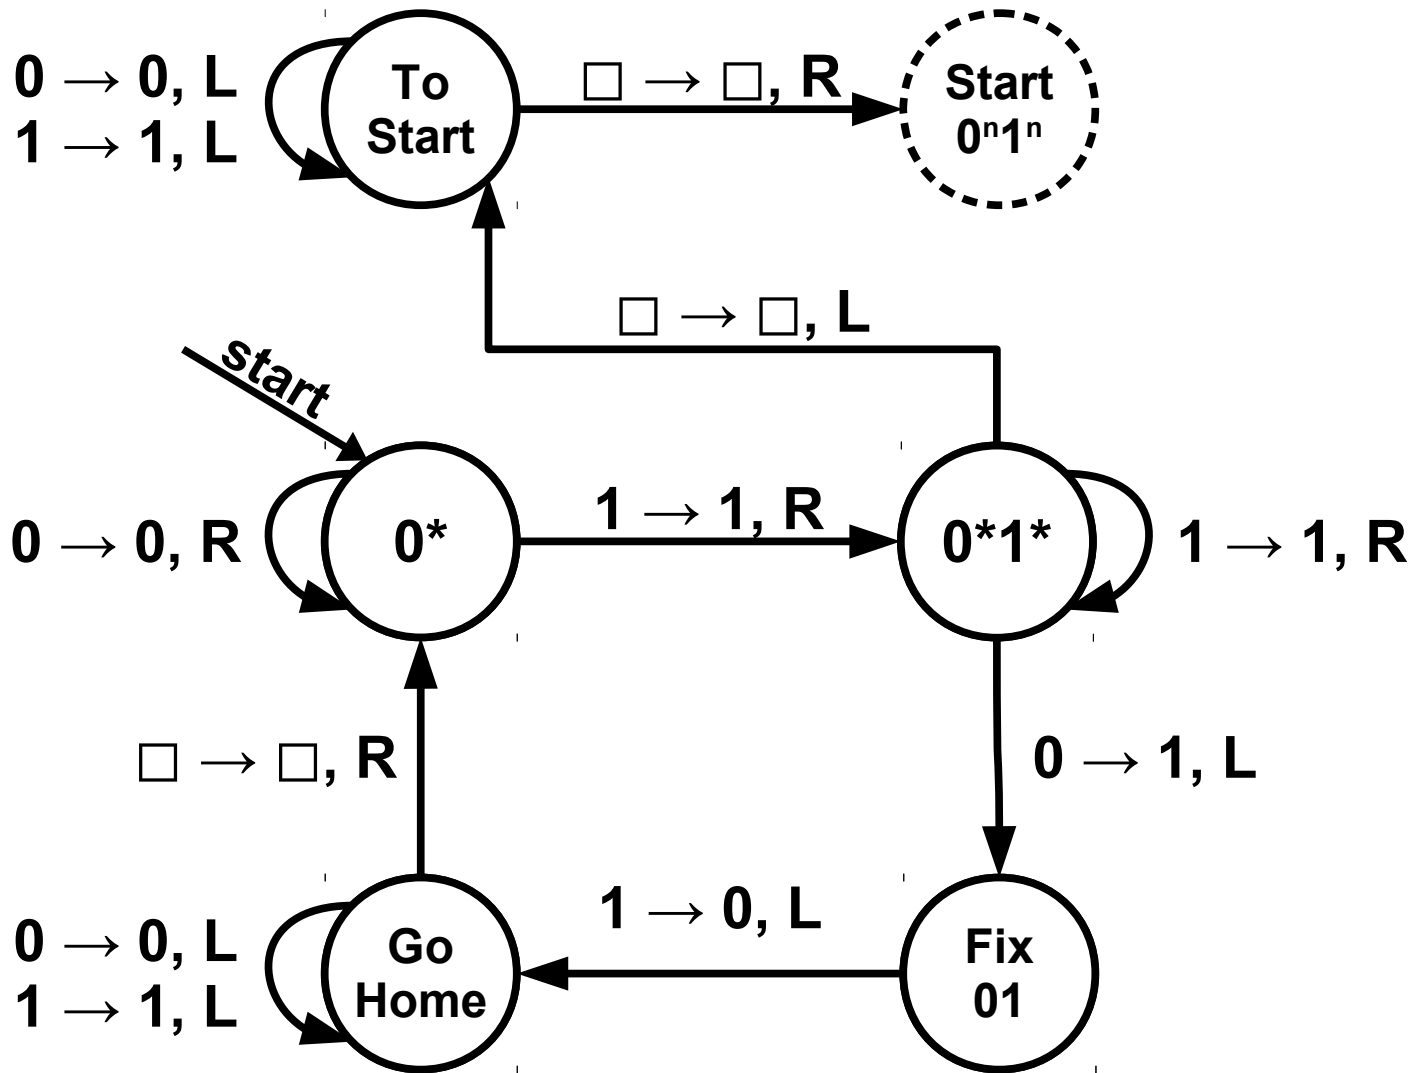 0 → 0, L
1 → 1, L
To
Start
□ → □, R
Start
0ⁿ1ⁿ
□ → □, L
start
0 → 0, R
0*
1 → 1, R
0*1*
1 → 1, R
□ → □, R
0 → 1, L
0 → 0, L
1 → 1, L
Go
Home
1 → 0, L
Fix
01